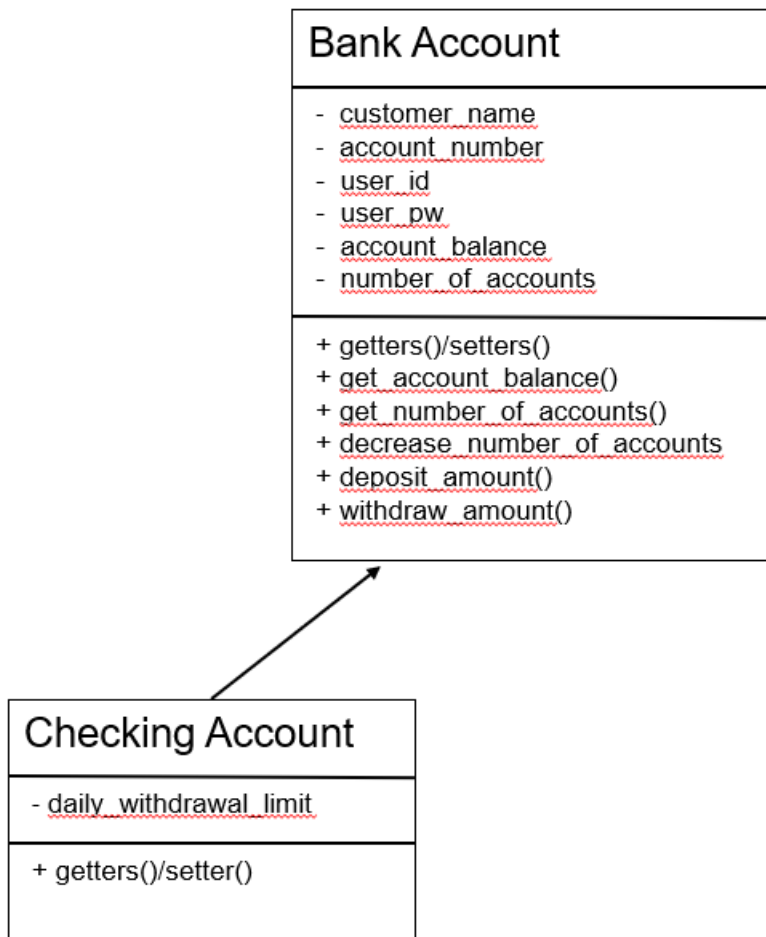 Bank Account
- customer_name
- account_number
- user_id
- user_pw
- account_balance
- number_of_accounts
+ getters()/setters()
+ get_account_balance()
+ get_number_of_accounts()
+ decrease_number_of_accounts
+ deposit_amount()
+ withdraw_amount()
Checking Account
- daily_withdrawal_limit
+ getters()/setter()